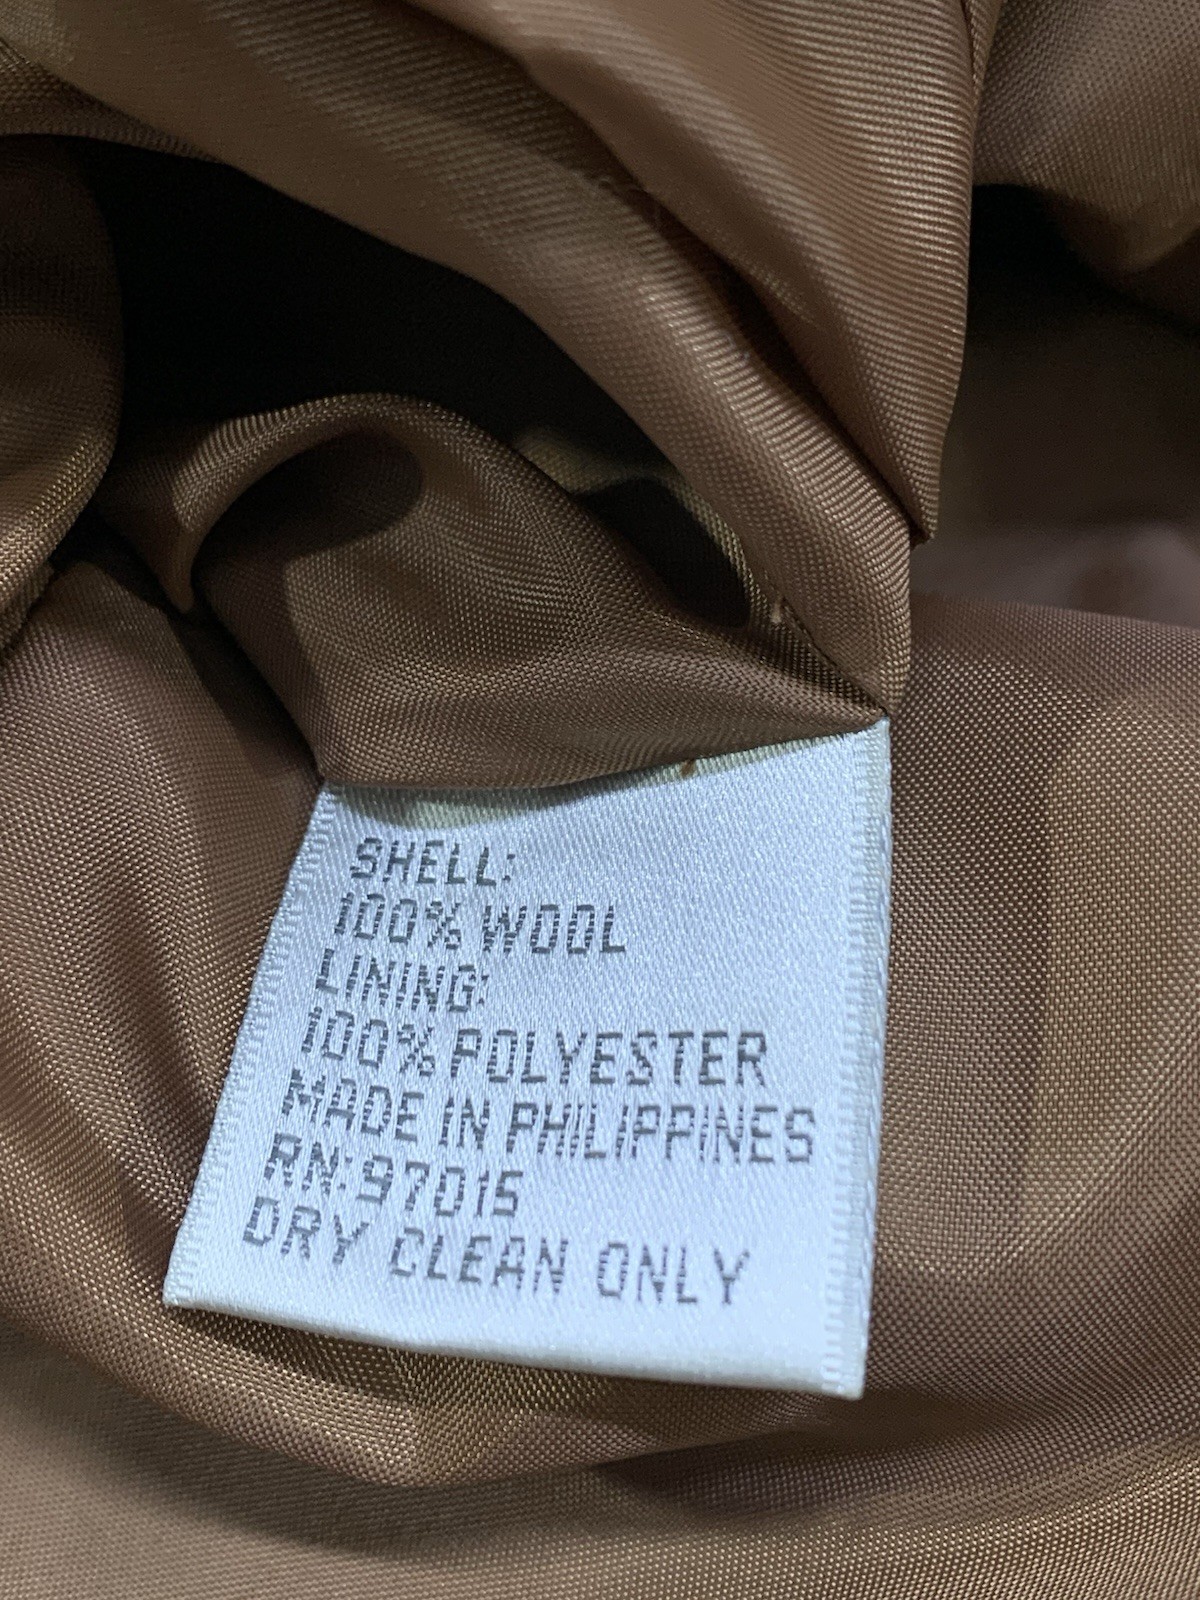 SHELL:
100% WOOL
LINING:
100% POLYESTER
MADE IN PHILIPPINES
RN:97015
DRY CLEAN ONLY